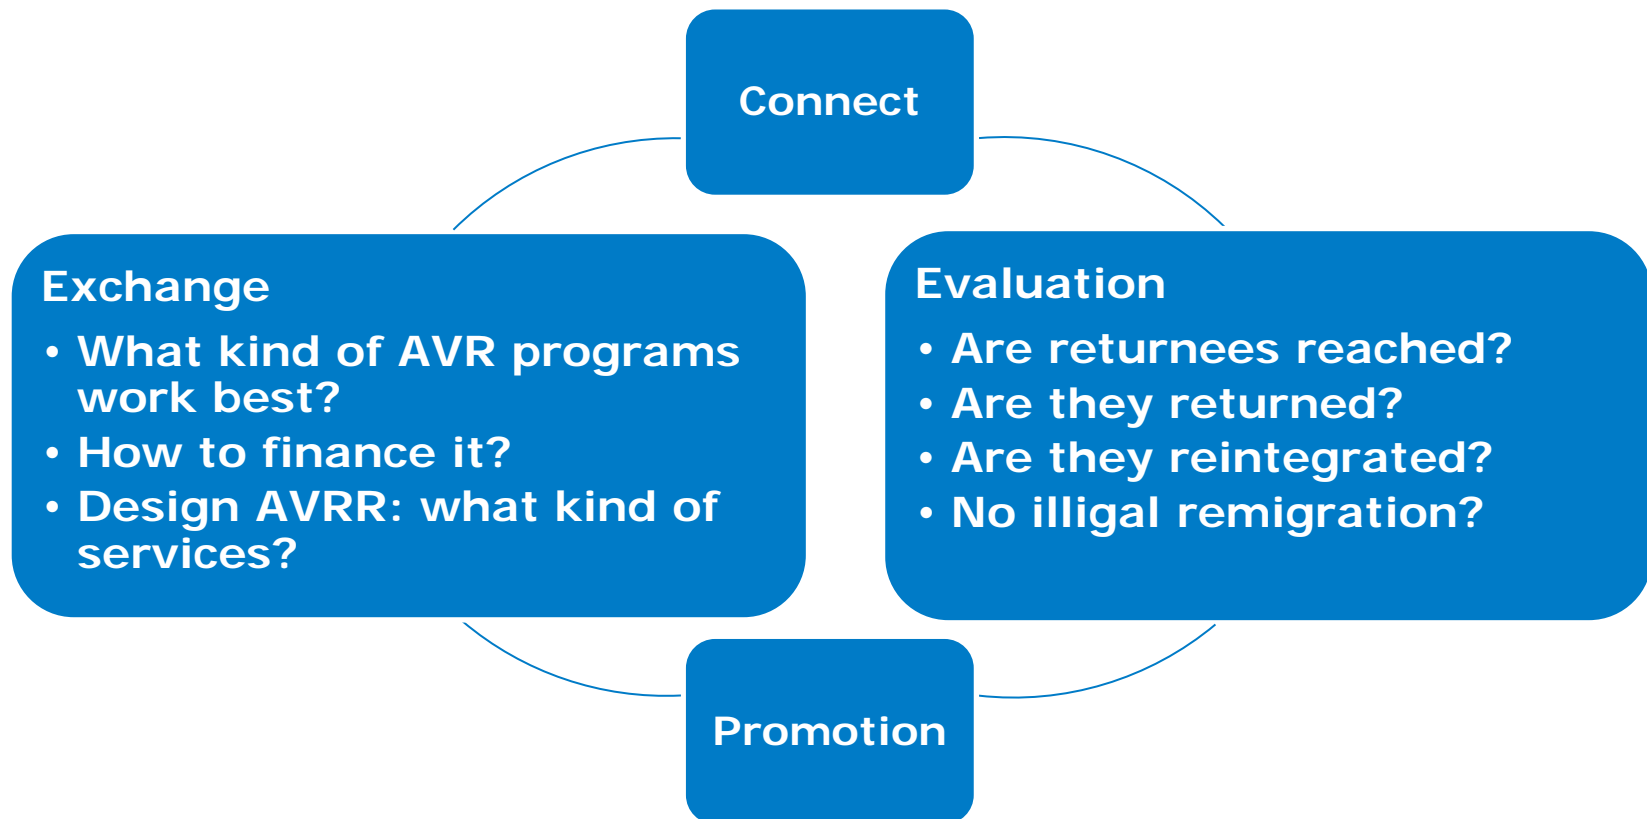 Connect
Exchange
• What kind of AVR programs
work best?
• How to finance it?
• Design AVRR: what kind of
services?
Evaluation
• Are returnees reached?
• Are they returned?
• Are they reintegrated?
• No illigal remigration?
Promotion